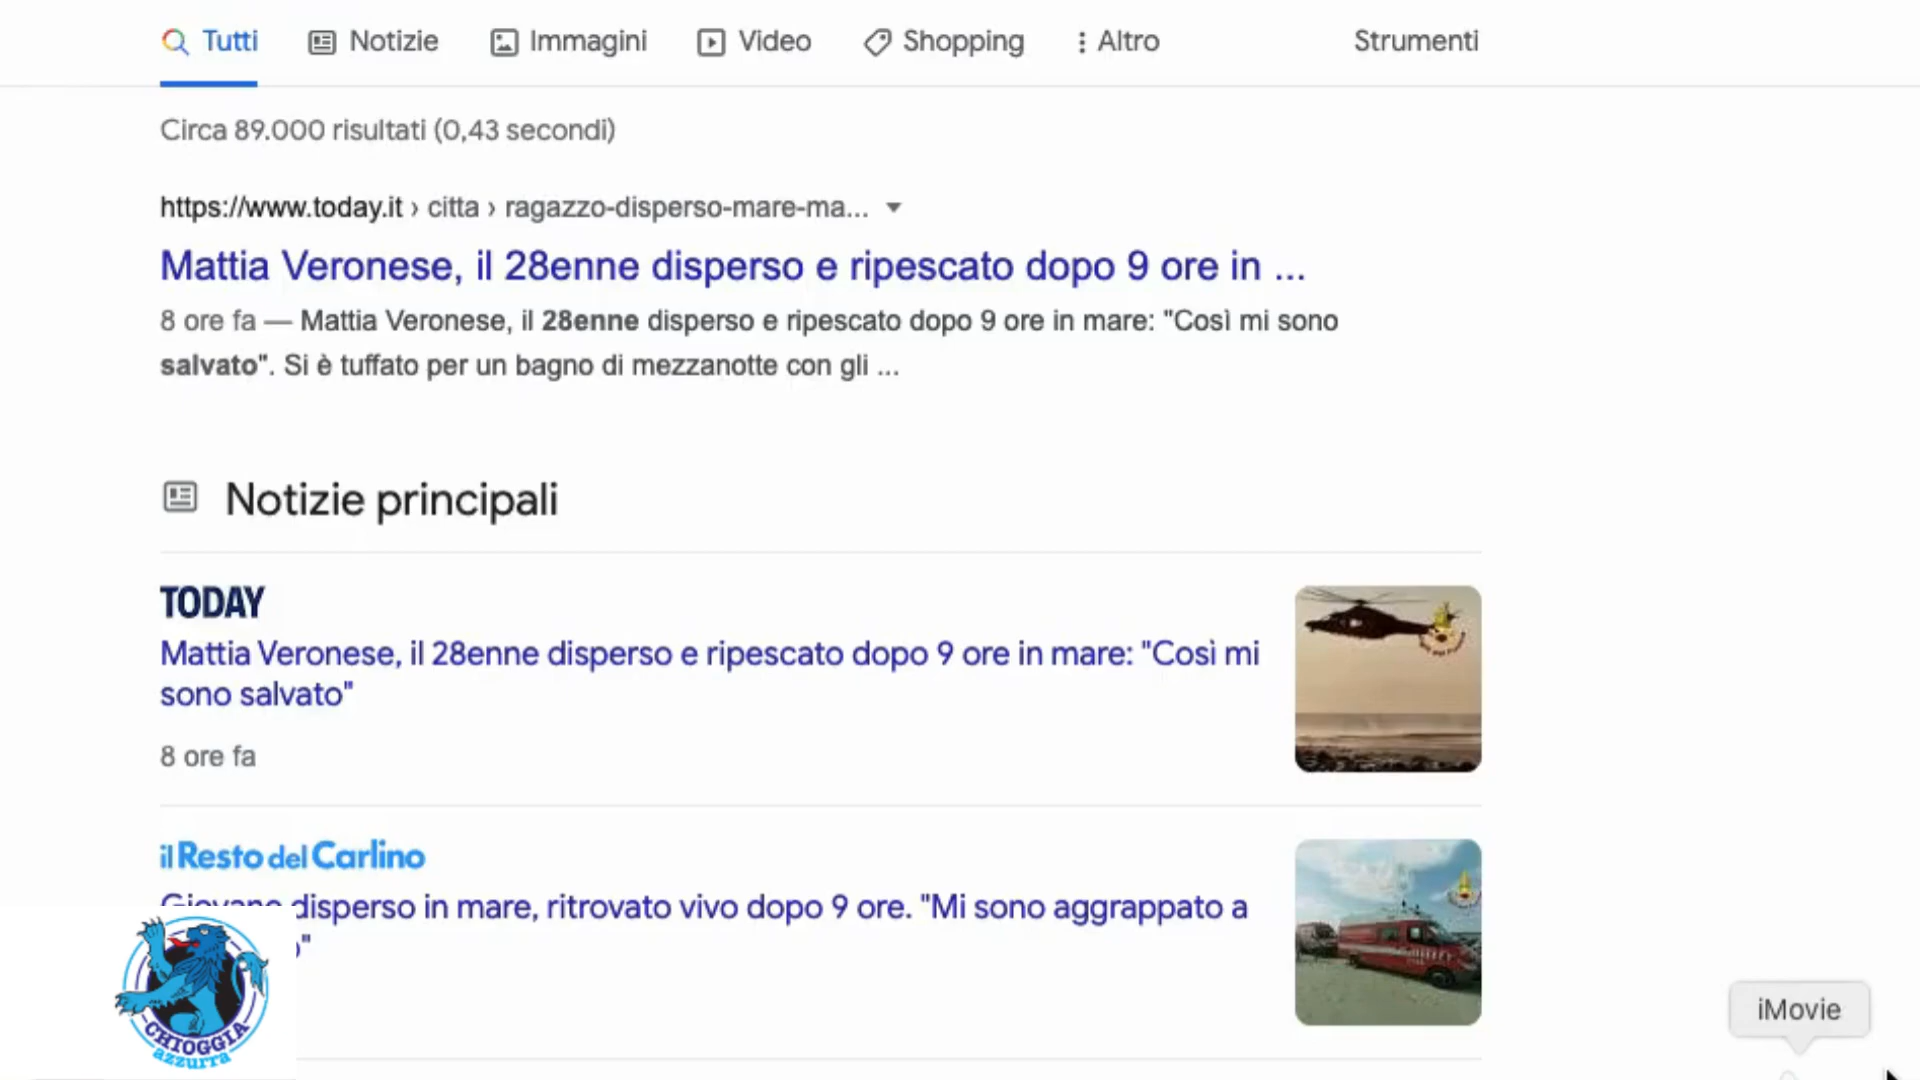 Tutti Notizie Immagini Video Shopping Altro Strumenti
Circa 89.000 risultati (0,43 secondi)
https://www.today.it › citta › ragazzo-disperso-mare-ma...
Mattia Veronese, il 28enne disperso e ripescato dopo 9 ore in ...
8 ore fa — Mattia Veronese, il 28enne disperso e ripescato dopo 9 ore in mare: "Così mi sono
salvato". Si è tuffato per un bagno di mezzanotte con gli ...
Notizie principali
TODAY
Mattia Veronese, il 28enne disperso e ripescato dopo 9 ore in mare: "Così mi
sono salvato"
8 ore fa
il Resto del Carlino
Giovane disperso in mare, ritrovato vivo dopo 9 ore. "Mi sono aggrappato a
CHIOGGIA
azzurra
iMovie